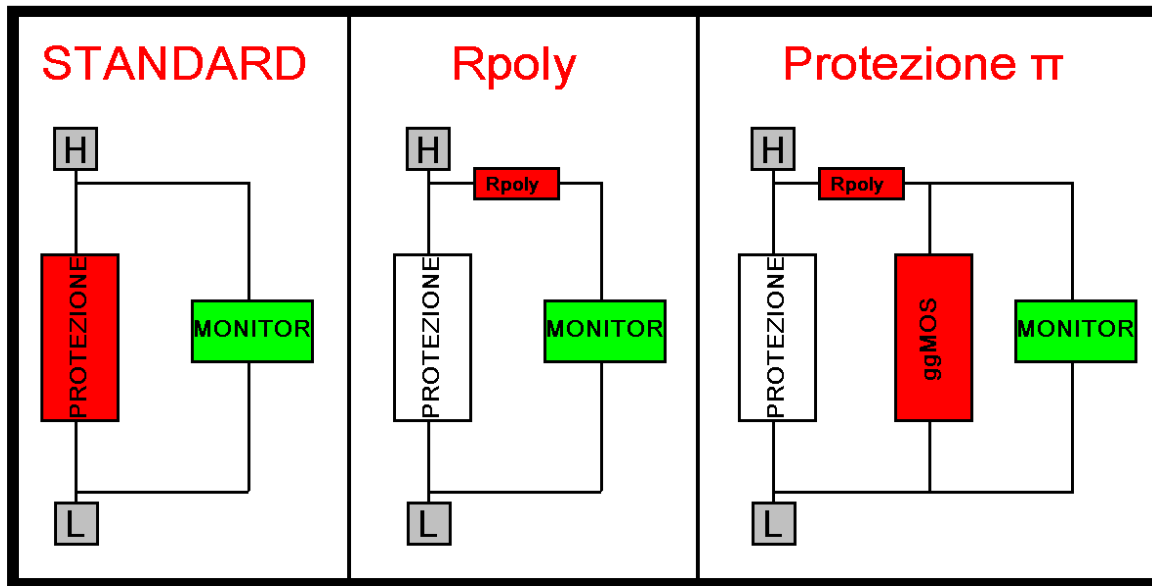 STANDARD
H
PROTEZIONE
MONITOR
L
Rpoly
H
Rpoly
PROTEZIONE
MONITOR
L
Protezione π
H
Rpoly
PROTEZIONE
ggMOS
MONITOR
L